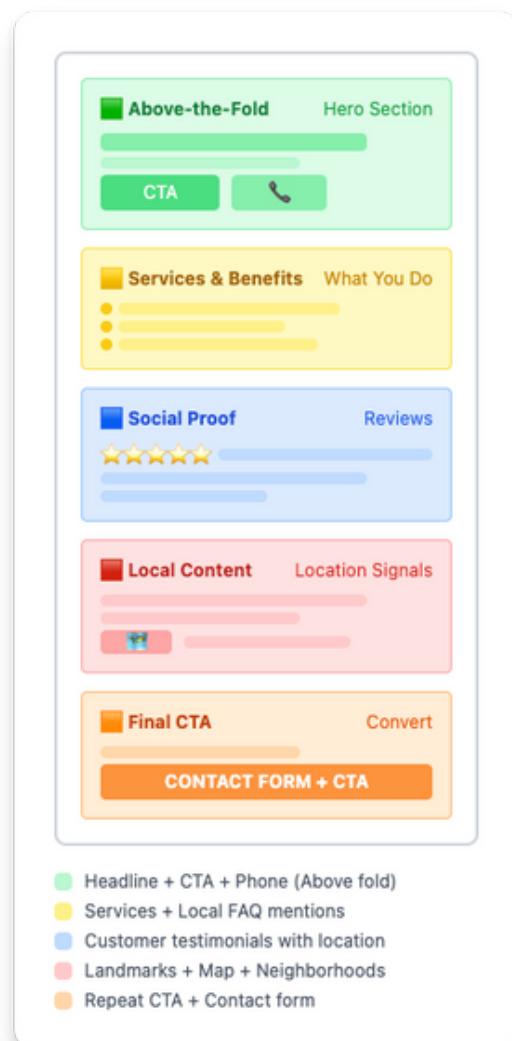 Above-the-Fold Hero Section
CTA
Services & Benefits What You Do
Social Proof Reviews
Local Content Location Signals
Final CTA Convert
CONTACT FORM + CTA
Headline + CTA + Phone (Above fold)
Services + Local FAQ mentions
Customer testimonials with location
Landmarks + Map + Neighborhoods
Repeat CTA + Contact form